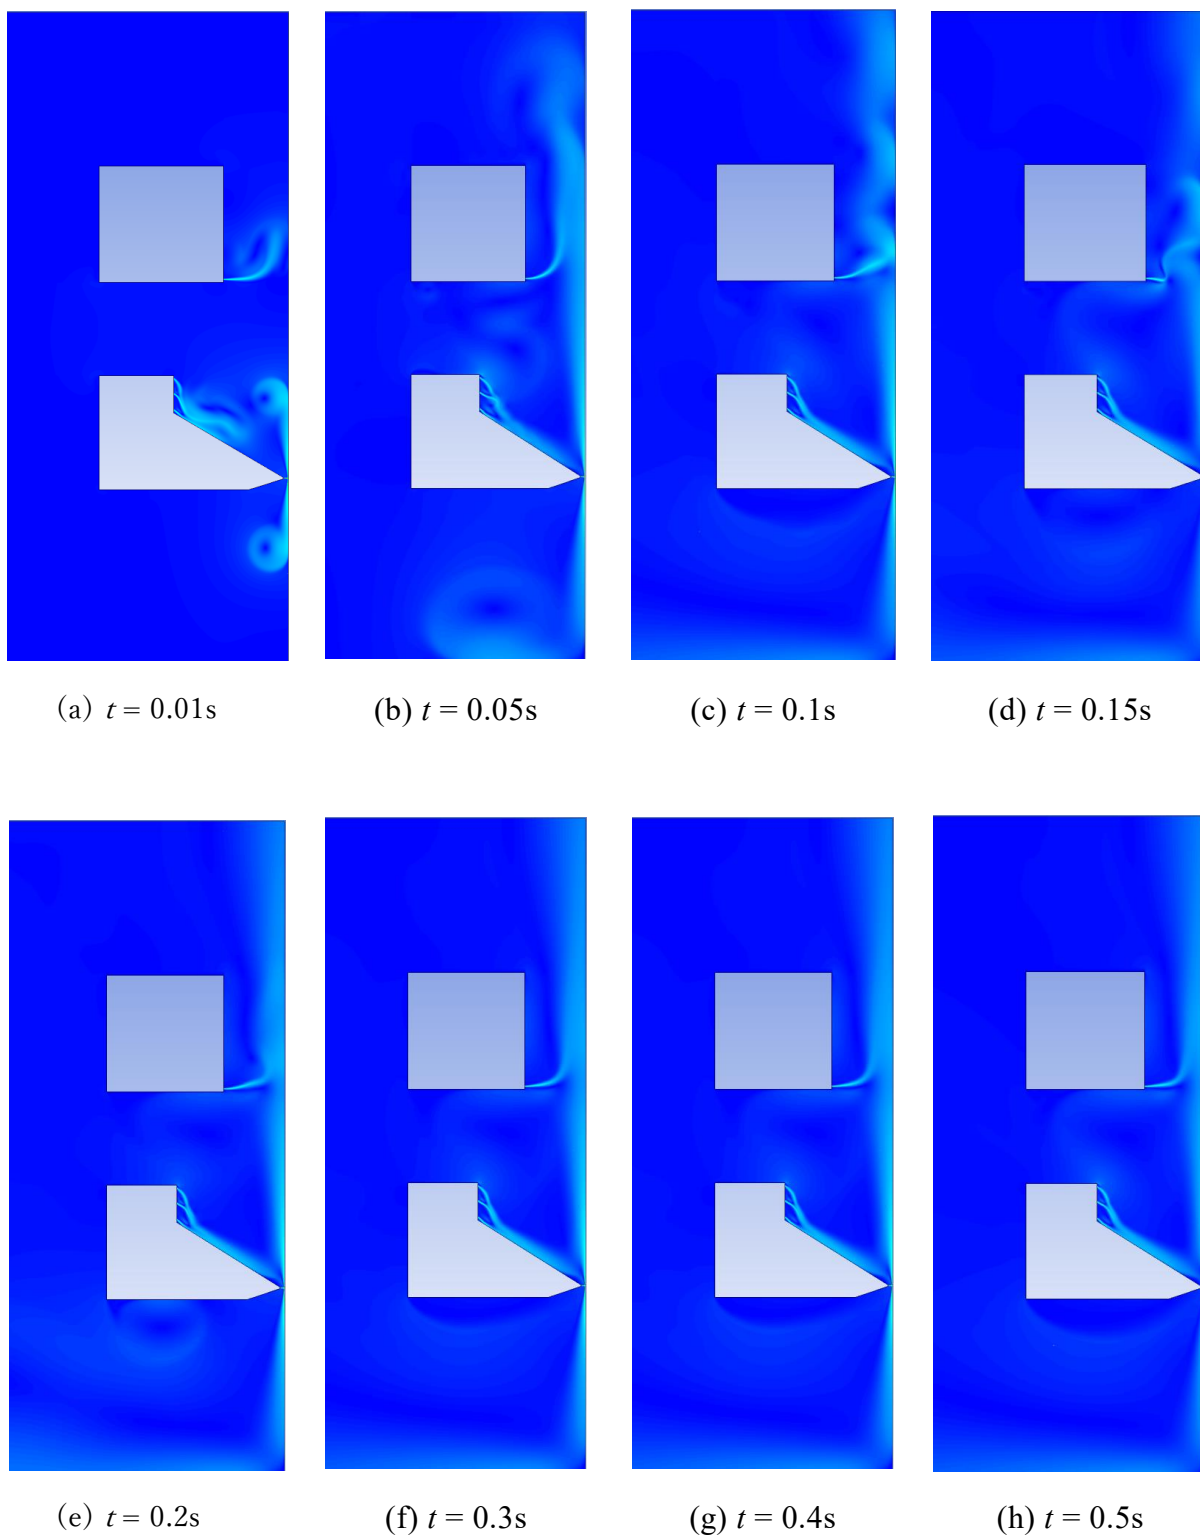 (a) t = 0.01s
(b) t = 0.05s
(c) t = 0.1s
(d) t = 0.15s
(e) t = 0.2s
(f) t = 0.3s
(g) t = 0.4s
(h) t = 0.5s